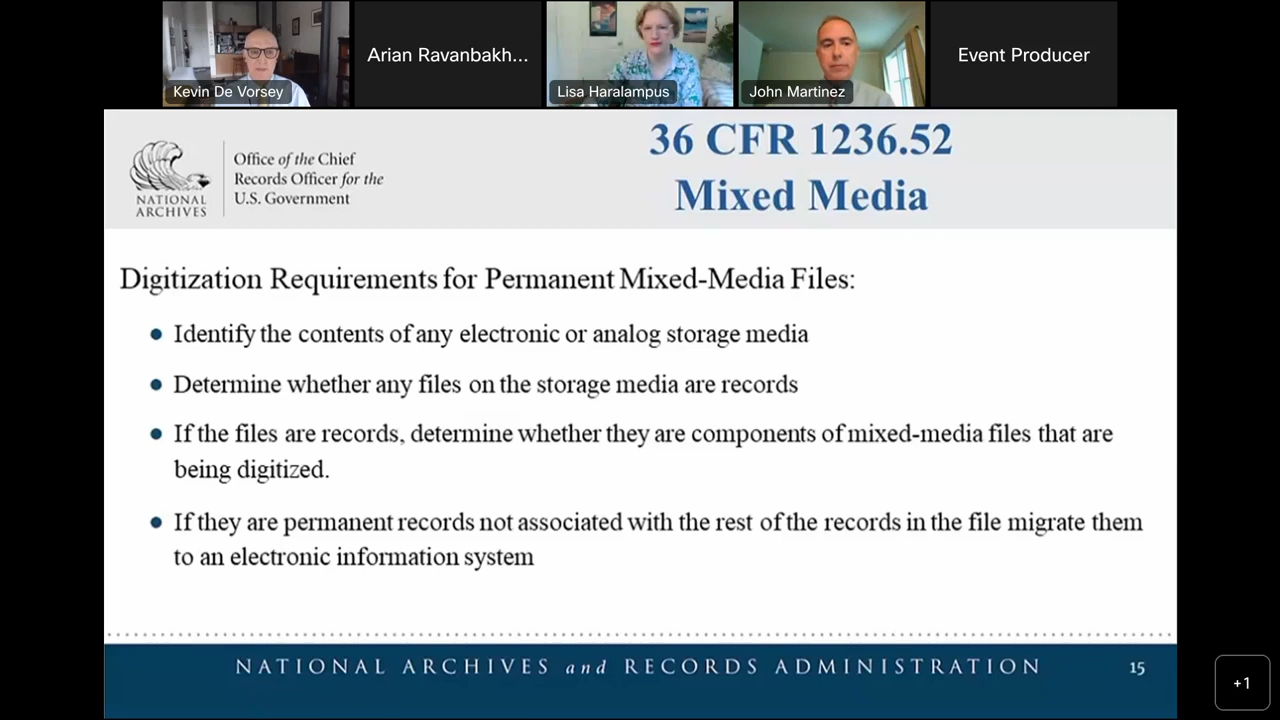 Kevin De Vorsey
Arian Ravanbakh...
Lisa Haralampus
John Martinez
Event Producer
NATIONAL
ARCHIVES
Office of the Chief
Records Officer for the
U.S. Government
36 CFR 1236.52
Mixed Media
Digitization Requirements for Permanent Mixed-Media Files:
● Identify the contents of any electronic or analog storage media
● Determine whether any files on the storage media are records
● If the files are records, determine whether they are components of mixed-media files that are
being digitized.
● If they are permanent records not associated with the rest of the records in the file migrate them
to an electronic information system
NATIONAL ARCHIVES and RECORDS ADMINISTRATION
15
+1